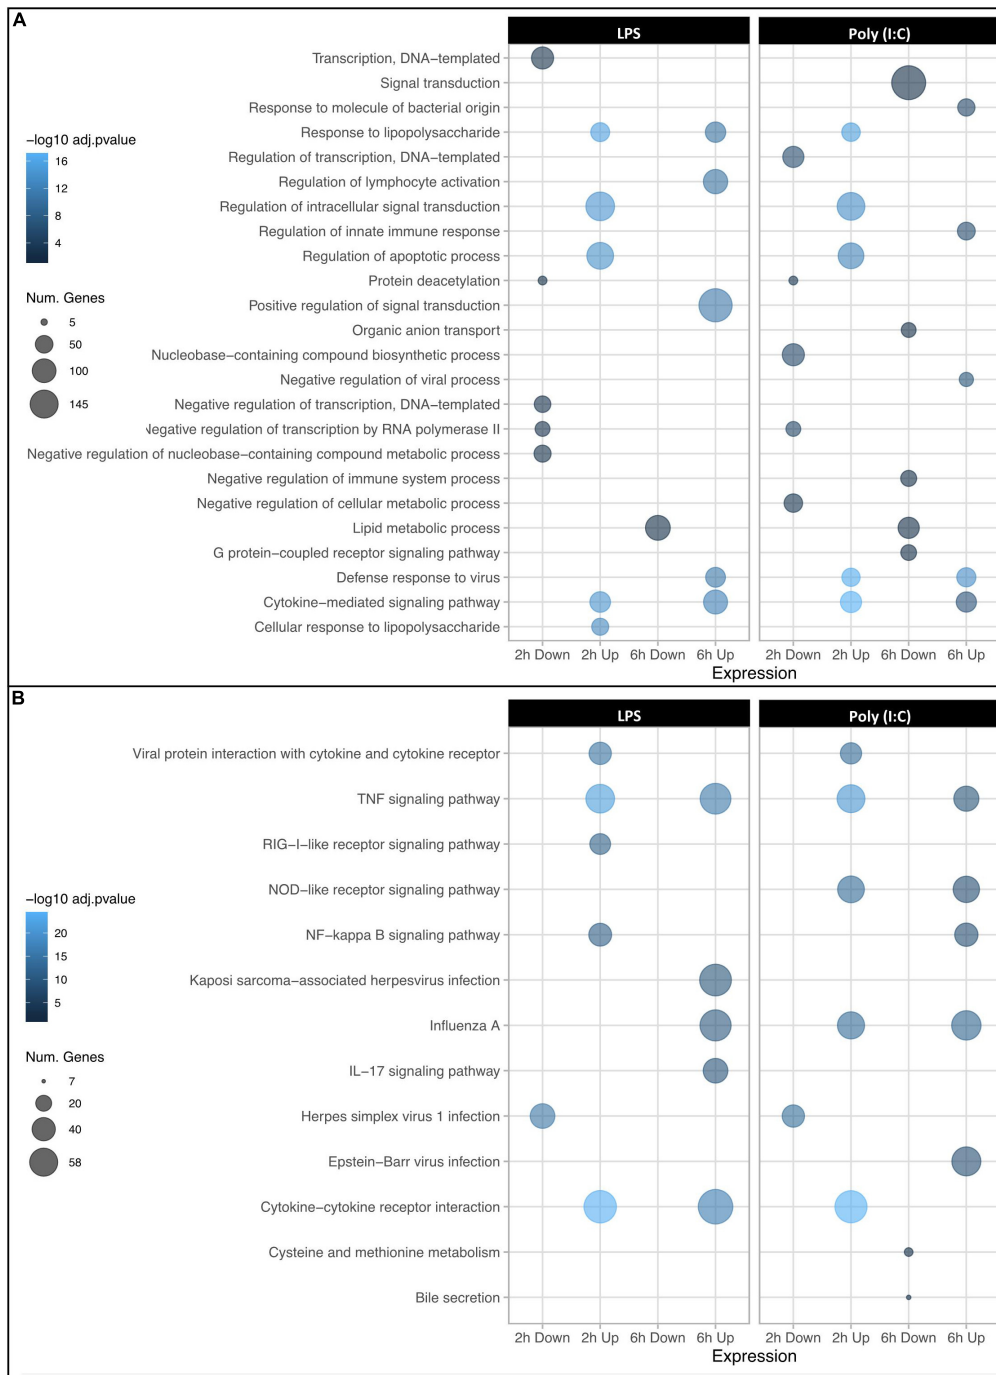 A
LPS
Poly (I:C)
Transcription, DNA−templated
Signal transduction
Response to molecule of bacterial origin
Response to lipopolysaccharide
Regulation of transcription, DNA−templated
Regulation of lymphocyte activation
Regulation of intracellular signal transduction
Regulation of innate immune response
Regulation of apoptotic process
Protein deacetylation
Positive regulation of signal transduction
Organic anion transport
Nucleobase−containing compound biosynthetic process
Negative regulation of viral process
Negative regulation of transcription, DNA−templated
Negative regulation of transcription by RNA polymerase II
Negative regulation of nucleobase−containing compound metabolic process
Negative regulation of immune system process
Negative regulation of cellular metabolic process
Lipid metabolic process
G protein−coupled receptor signaling pathway
Defense response to virus
Cytokine−mediated signaling pathway
Cellular response to lipopolysaccharide
−log10 adj.pvalue
16
12
8
4
Num. Genes
5
50
100
145
2h Down 2h Up 6h Down 6h Up 2h Down 2h Up 6h Down 6h Up
Expression
B
LPS
Poly (I:C)
Viral protein interaction with cytokine and cytokine receptor
TNF signaling pathway
RIG−I−like receptor signaling pathway
NOD−like receptor signaling pathway
NF−kappa B signaling pathway
Kaposi sarcoma−associated herpesvirus infection
Influenza A
IL−17 signaling pathway
Herpes simplex virus 1 infection
Epstein−Barr virus infection
Cytokine−cytokine receptor interaction
Cysteine and methionine metabolism
Bile secretion
−log10 adj.pvalue
20
15
10
5
Num. Genes
7
20
40
58
2h Down 2h Up 6h Down 6h Up 2h Down 2h Up 6h Down 6h Up
Expression